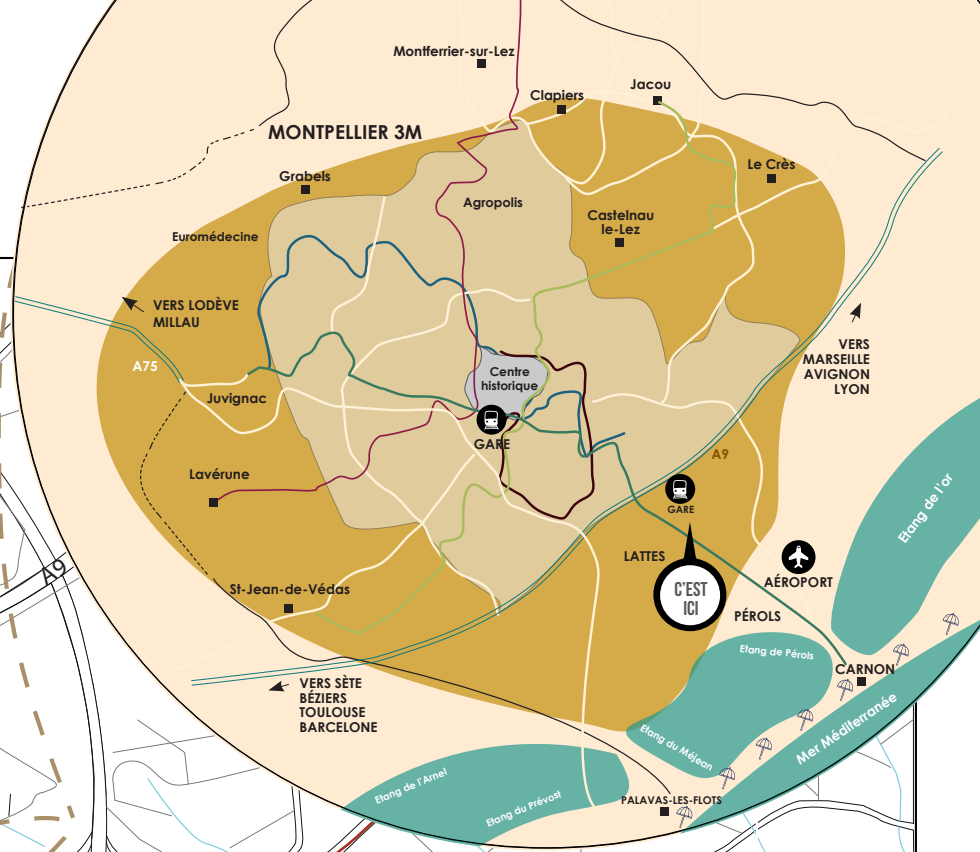 Montferrier-sur-Lez
Clapiers
Jacou
MONTPELLIER 3M
Grabels
Le Crès
Agropolis
Castelnau
le-Lez
Euromédecine
VERS LODÈVE
MILLAU
A75
VERS
MARSEILLE
AVIGNON
LYON
Centre
historique
Juvignac
GARE
A9
Lavérune
GARE
Etang de l'or
LATTES
AÉROPORT
C'EST
ICI
A9
St-Jean-de-Védas
PÉROLS
Etang de Pérols
CARNON
VERS SÈTE
BÉZIERS
TOULOUSE
BARCELONE
Mer Méditerranée
Etang du Méjean
Etang de l'Arnel
Etang du Prévost
PALAVAS-LES-FLOTS